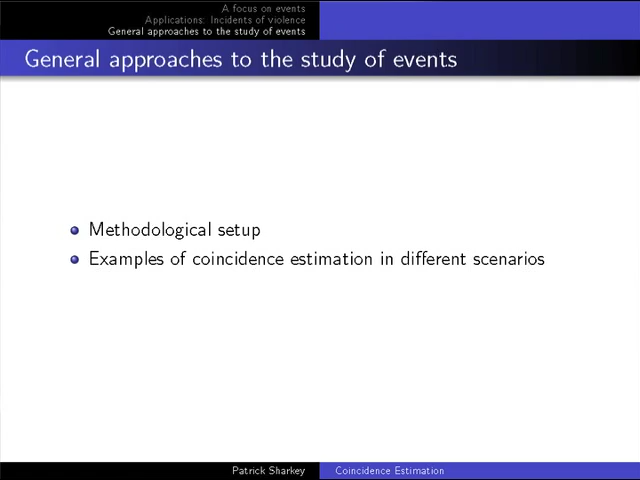 A focus on events
Applications: Incidents of violence
General approaches to the study of events
General approaches to the study of events
Methodological setup
Examples of coincidence estimation in different scenarios
Patrick Sharkey
Coincidence Estimation